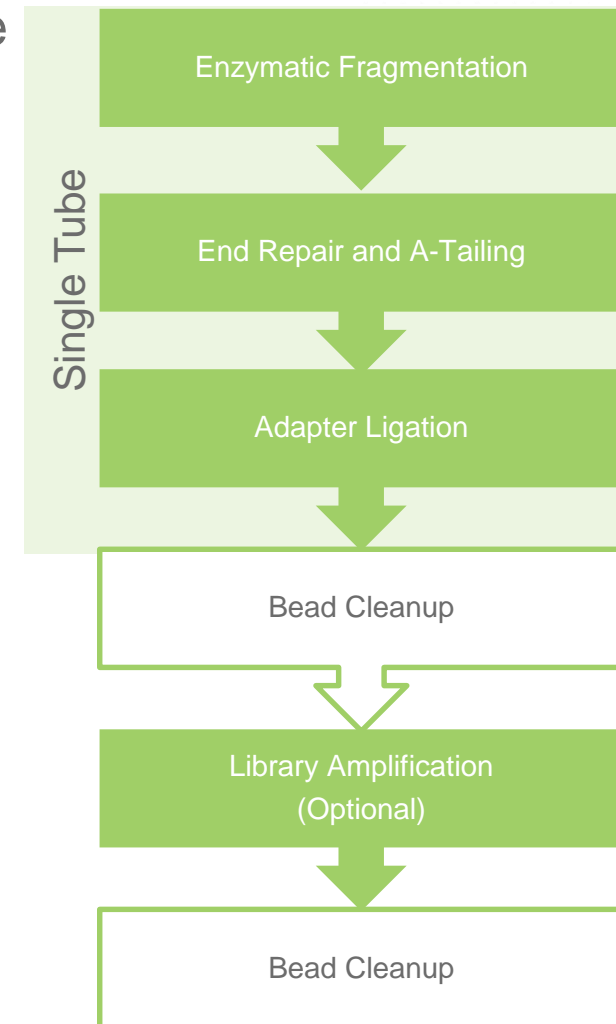 e
Enzymatic Fragmentation
Single Tube
End Repair and A-Tailing
Adapter Ligation
Bead Cleanup
Library Amplification
(Optional)
Bead Cleanup